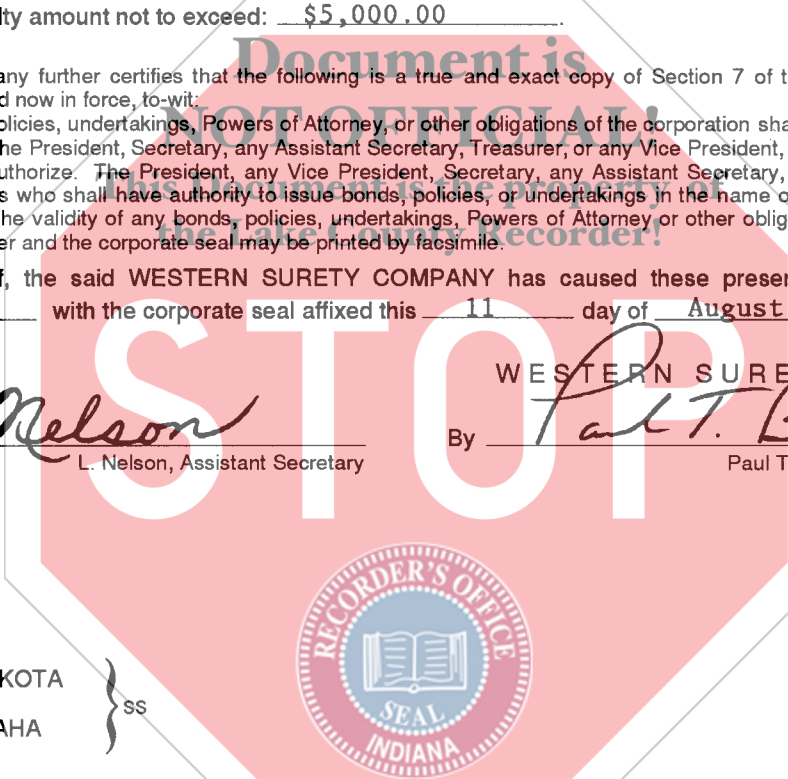 lty amount not to exceed: $5,000.00.
Document is
any further certifies that the following is a true and exact copy of Section 7 of t
d now in force, to-wit:
NOT OFFICIAL!
olicies, undertakings, Powers of Attorney, or other obligations of the corporation sha
he President, Secretary, any Assistant Secretary, Treasurer, or any Vice President,
uthorize. The President, any Vice President, Secretary, any Assistant Secretary,
This Document is the property of
s who shall have authority to issue bonds, policies, or undertakings in the name o
he validity of any bonds, policies, undertakings, Powers of Attorney or other oblig
the Lake County Recorder!
er and the corporate seal may be printed by facsimile.
f, the said WESTERN SURETY COMPANY has caused these presen
with the corporate seal affixed this 11 day of August
STOP
WESTERN SURE
Nelson
By Paul T. B
L. Nelson, Assistant Secretary
Paul T
RECORDER'S OFFICE
SEAL
INDIANA
KOTA
SS
AHA